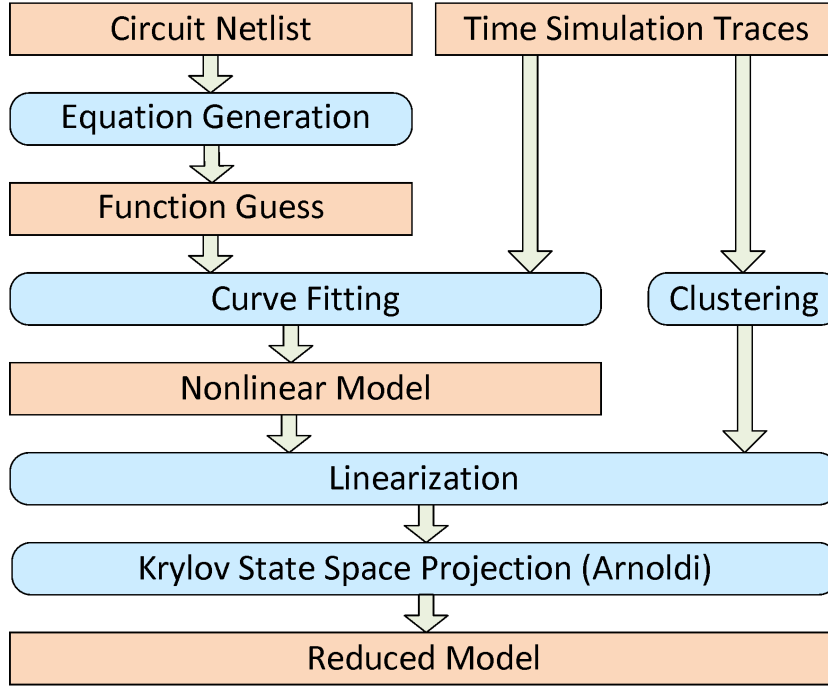 Circuit Netlist
Time Simulation Traces
Equation Generation
Function Guess
Curve Fitting
Clustering
Nonlinear Model
Linearization
Krylov State Space Projection (Arnoldi)
Reduced Model